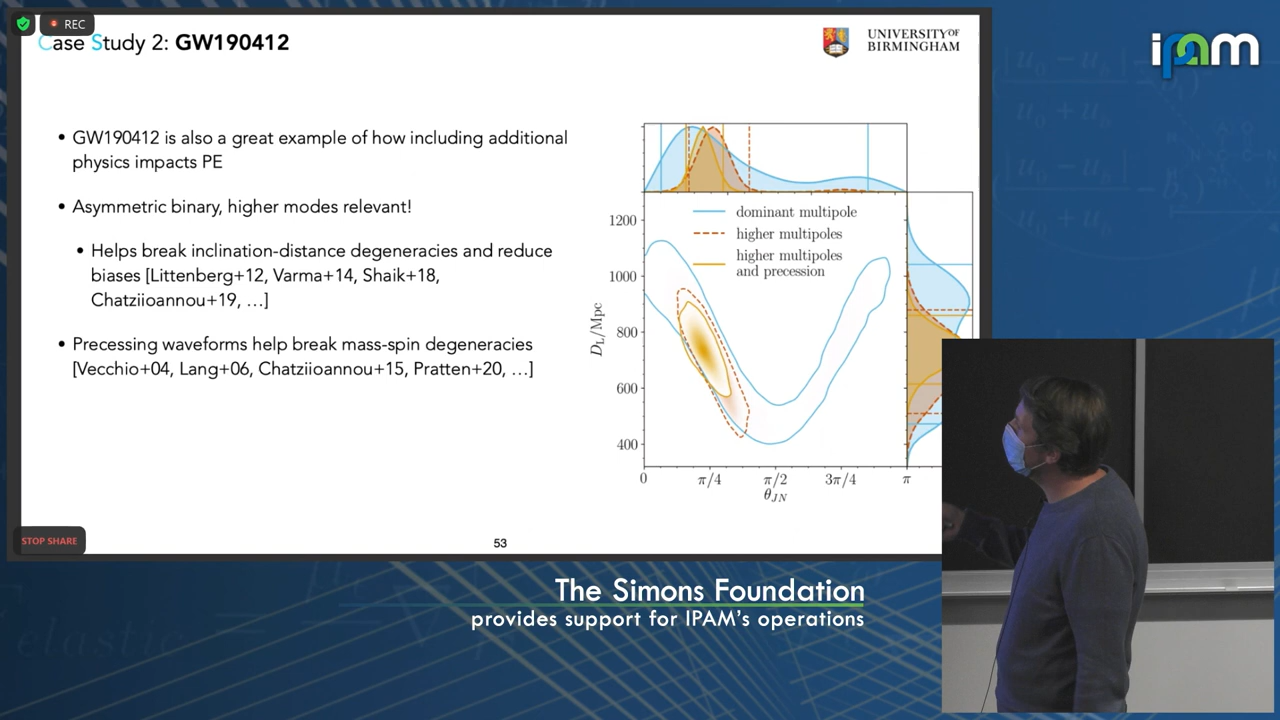 REC
Case Study 2: GW190412
UNIVERSITY OF
BIRMINGHAM
ipam
• GW190412 is also a great example of how including additional
physics impacts PE
• Asymmetric binary, higher modes relevant!
• Helps break inclination-distance degeneracies and reduce
biases [Littenberg+12, Varma+14, Shaik+18,
Chatziioannou+19, …]
• Precessing waveforms help break mass-spin degeneracies
[Vecchio+04, Lang+06, Chatziioannou+15, Pratten+20, …]
dominant multipole
higher multipoles
higher multipoles
and precession
1200
1000
800
600
400
D_L/Mpc
0 π/4 π/2 3π/4 π
θ_JN
STOP SHARE
53
The Simons Foundation
provides support for IPAM's operations
elastic